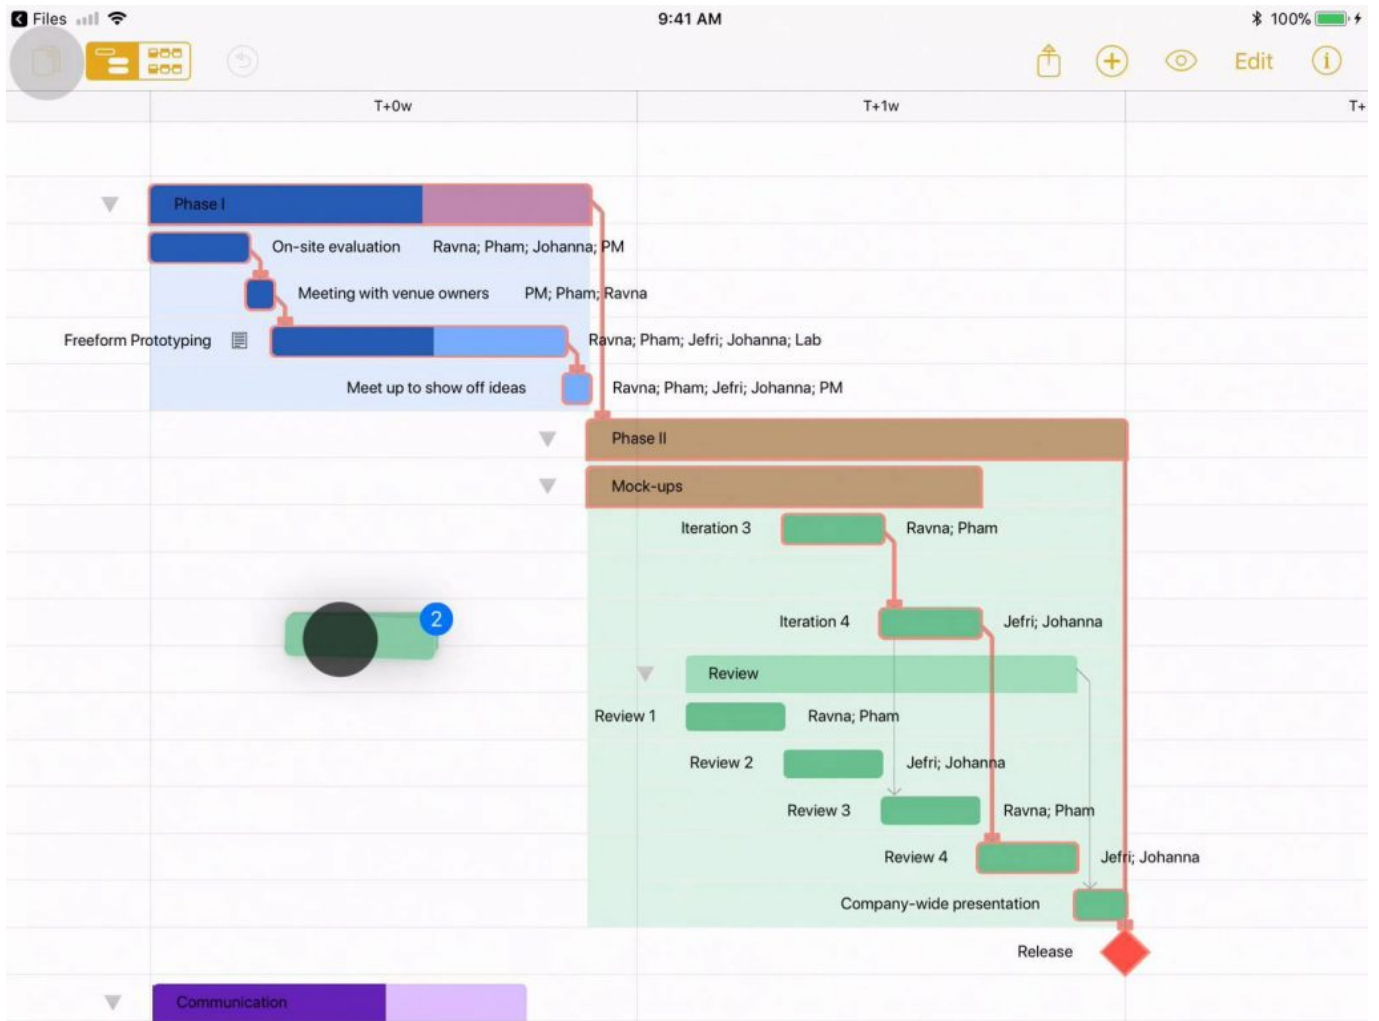 Files
9:41 AM
100%
Edit
T+0w
T+1w
T+
Phase I
On-site evaluation
Ravna; Pham; Johanna; PM
Meeting with venue owners
PM; Pham; Ravna
Freeform Prototyping
Ravna; Pham; Jefri; Johanna; Lab
Meet up to show off ideas
Ravna; Pham; Jefri; Johanna; PM
Phase II
Mock-ups
Iteration 3
Ravna; Pham
2
Iteration 4
Jefri; Johanna
Review
Review 1
Ravna; Pham
Review 2
Jefri; Johanna
Review 3
Ravna; Pham
Review 4
Jefri; Johanna
Company-wide presentation
Release
Communication